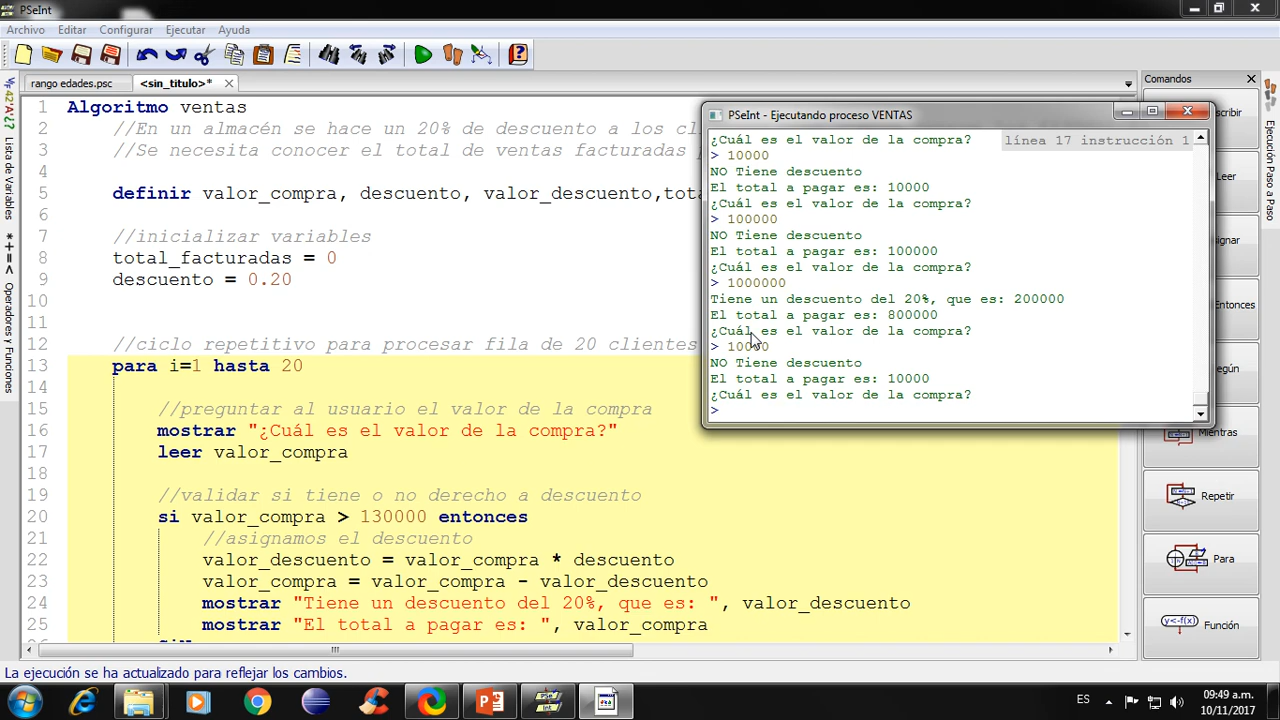 PSeInt
Archivo Editar Configurar Ejecutar Ayuda
rango edades.psc <sin_titulo>*
Comandos
Lista de Variables
Operadores y Funciones
1 Algoritmo ventas
2 //En un almacén se hace un 20% de descuento a los cl
3 //Se necesita conocer el total de ventas facturadas
4
5 definir valor_compra, descuento, valor_descuento,tota
6
7 //inicializar variables
8 total_facturadas = 0
9 descuento = 0.20
10
11
12 //ciclo repetitivo para procesar fila de 20 clientes
13 para i=1 hasta 20
14
15 //preguntar al usuario el valor de la compra
16 mostrar "¿Cuál es el valor de la compra?"
17 leer valor_compra
18
19 //validar si tiene o no derecho a descuento
20 si valor_compra > 130000 entonces
21 //asignamos el descuento
22 valor_descuento = valor_compra * descuento
23 valor_compra = valor_compra - valor_descuento
24 mostrar "Tiene un descuento del 20%, que es: ", valor_descuento
25 mostrar "El total a pagar es: ", valor_compra
PSeInt - Ejecutando proceso VENTAS
¿Cuál es el valor de la compra? línea 17 instrucción 1
> 10000
NO Tiene descuento
El total a pagar es: 10000
¿Cuál es el valor de la compra?
> 100000
NO Tiene descuento
El total a pagar es: 100000
¿Cuál es el valor de la compra?
> 1000000
Tiene un descuento del 20%, que es: 200000
El total a pagar es: 800000
¿Cuál es el valor de la compra?
> 10000
NO Tiene descuento
El total a pagar es: 10000
¿Cuál es el valor de la compra?
>
cribir
Leer
ignar
Entonces
egún
Mientras
Repetir
Para
Función
Ejecución Paso a Paso
La ejecución se ha actualizado para reflejar los cambios.
ES
09:49 a.m.
10/11/2017